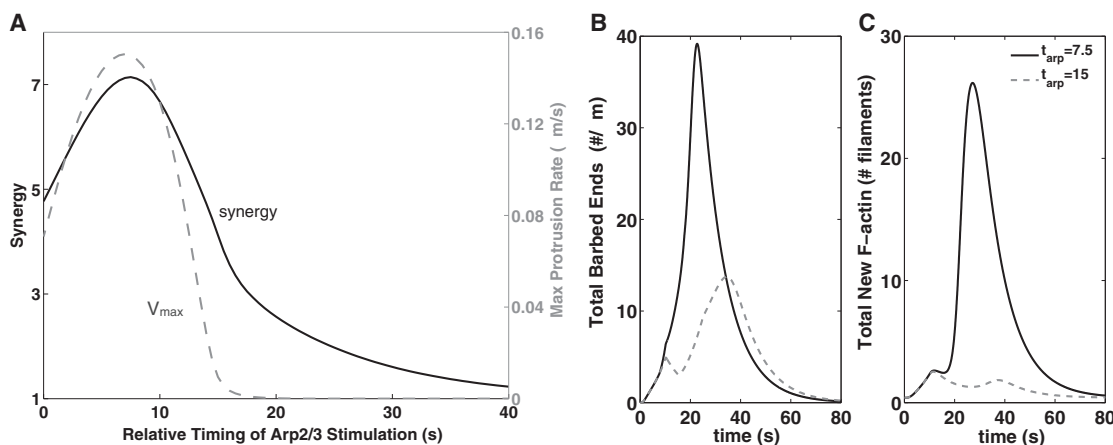 A
Synergy
7
5
3
1
0
10
20
30
40
Relative Timing of Arp2/3 Stimulation (s)
synergy
Vmax
0.16
0.12
0.08
0.04
0
Max Protrusion Rate ( m/s)
B
Total Barbed Ends (#/ m)
40
30
20
10
0
0
20
40
60
80
time (s)
C
Total New F-actin (# filaments)
30
20
10
0
0
20
40
60
80
time (s)
tarp=7.5
tarp=15